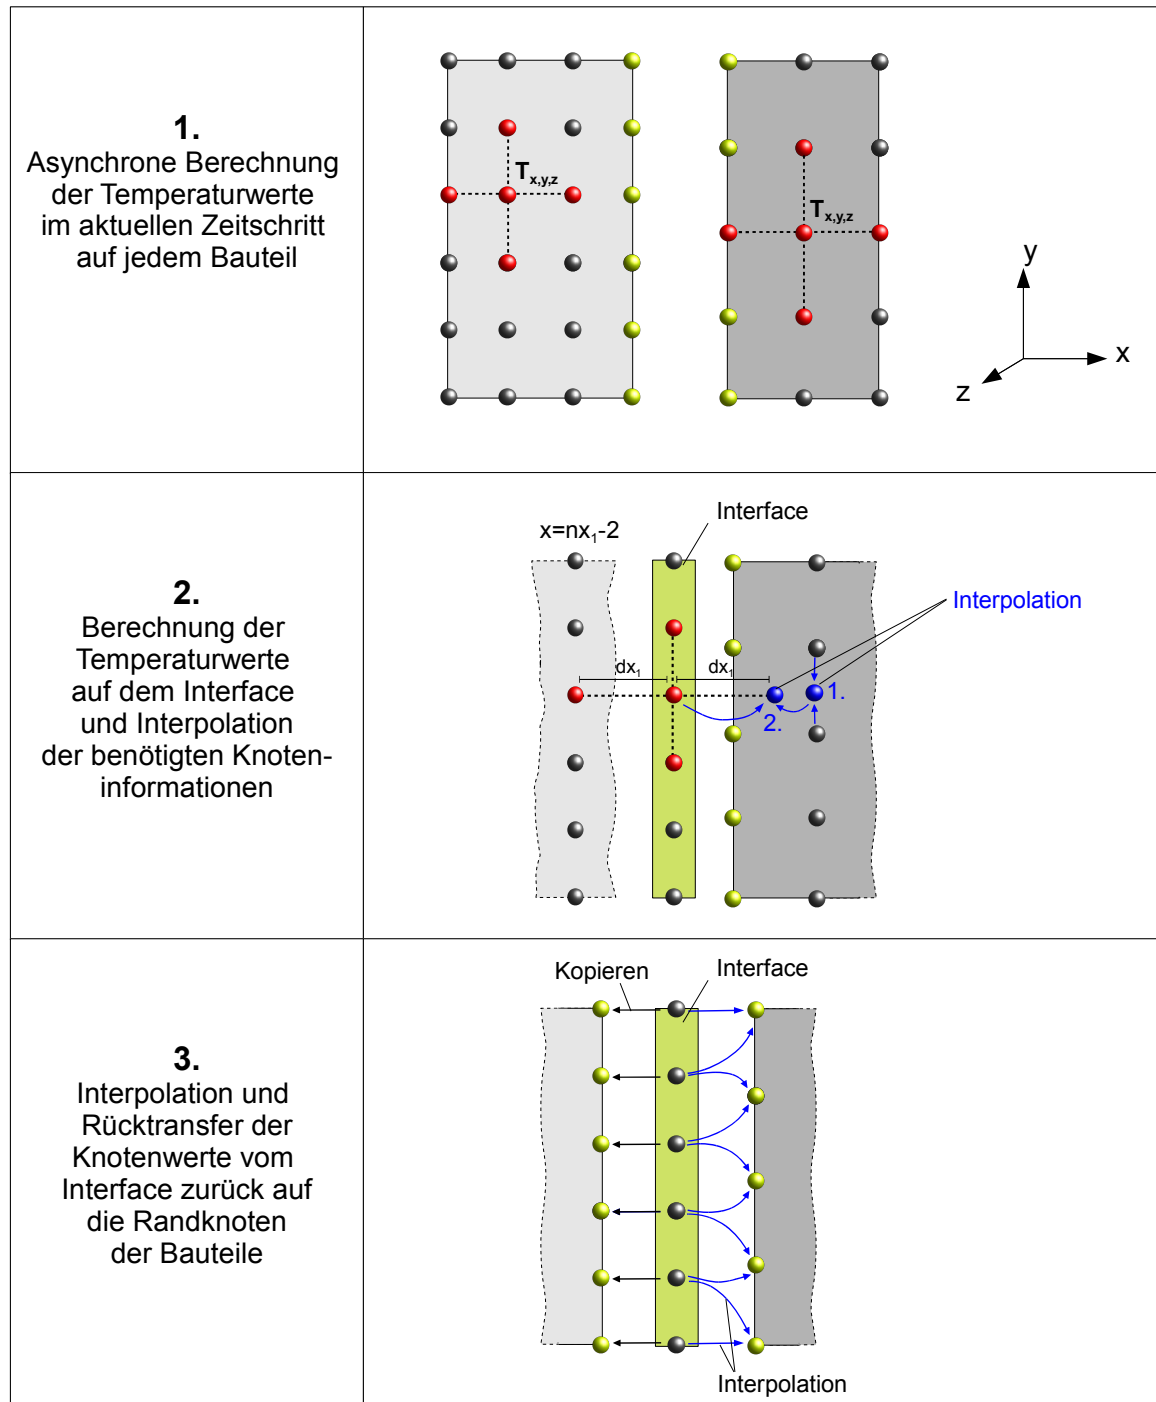 1.
Asynchrone Berechnung
der Temperaturwerte
im aktuellen Zeitschritt
auf jedem Bauteil
T x,y,z
T x,y,z
y
x
z
2.
Berechnung der
Temperaturwerte
auf dem Interface
und Interpolation
der benötigten Knoten-
informationen
Interface
x=nx₁-2
Interpolation
dx₁
dx₁
1.
2.
3.
Interpolation und
Rücktransfer der
Knotenwerte vom
Interface zurück auf
die Randknoten
der Bauteile
Kopieren
Interface
Interpolation